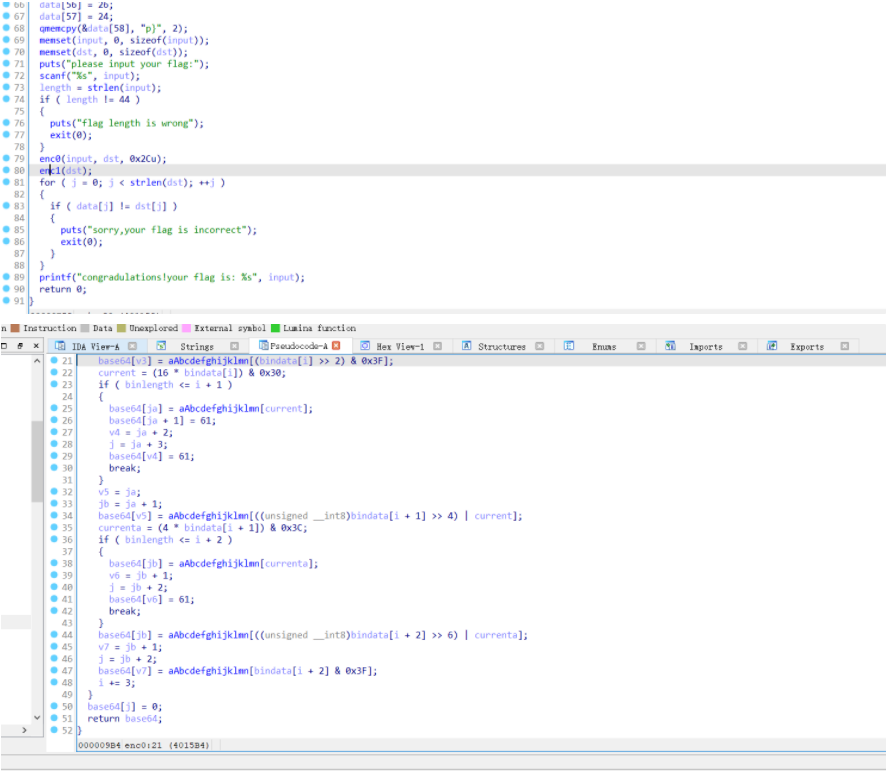 66 data[56] = 26;
67 data[57] = 24;
68 qmemcpy(&data[58], "p}", 2);
69 memset(input, 0, sizeof(input));
70 memset(dst, 0, sizeof(dst));
71 puts("please input your flag:");
72 scanf("%s", input);
73 length = strlen(input);
74 if ( length != 44 )
75 {
76 puts("flag length is wrong");
77 exit(0);
78 }
79 enc0(input, dst, 0x2Cu);
80 enc1(dst);
81 for ( j = 0; j < strlen(dst); ++j )
82 {
83 if ( data[j] != dst[j] )
84 {
85 puts("sorry,your flag is incorrect");
86 exit(0);
87 }
88 }
89 printf("congradulations!your flag is: %s", input);
90 return 0;
91 }
n Instruction Data Unexplored External symbol Lumina function
IDA View-A Strings Pseudocode-A Hex View-1 Structures Enums Imports Exports
21 base64[v3] = aAbcdefghijklmn[(bindata[i] >> 2) & 0x3F];
22 current = (16 * bindata[i]) & 0x30;
23 if ( binlength <= i + 1 )
24 {
25 base64[ja] = aAbcdefghijklmn[current];
26 base64[ja + 1] = 61;
27 v4 = ja + 2;
28 j = ja + 3;
29 base64[v4] = 61;
30 break;
31 }
32 v5 = ja;
33 jb = ja + 1;
34 base64[v5] = aAbcdefghijklmn[((unsigned __int8)bindata[i + 1] >> 4) | current];
35 currenta = (4 * bindata[i + 1]) & 0x3C;
36 if ( binlength <= i + 2 )
37 {
38 base64[jb] = aAbcdefghijklmn[currenta];
39 v6 = jb + 1;
40 j = jb + 2;
41 base64[v6] = 61;
42 break;
43 }
44 base64[jb] = aAbcdefghijklmn[((unsigned __int8)bindata[i + 2] >> 6) | currenta];
45 v7 = jb + 1;
46 j = jb + 2;
47 base64[v7] = aAbcdefghijklmn[bindata[i + 2] & 0x3F];
48 i += 3;
49 }
50 base64[j] = 0;
51 return base64;
52 }
000009B4 enc0:21 (4015B4)